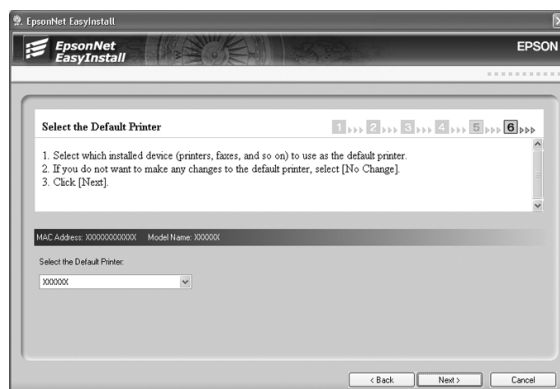 EpsonNet EasyInstall
EpsonNet
EasyInstall
EPSON
Select the Default Printer
1 2 3 4 5 6
1. Select which installed device (printers, faxes, and so on) to use as the default printer.
2. If you do not want to make any changes to the default printer, select [No Change].
3. Click [Next].
MAC Address: XXXXXXXXXXXX Model Name: XXXXXX
Select the Default Printer:
XXXXXX
< Back Next > Cancel